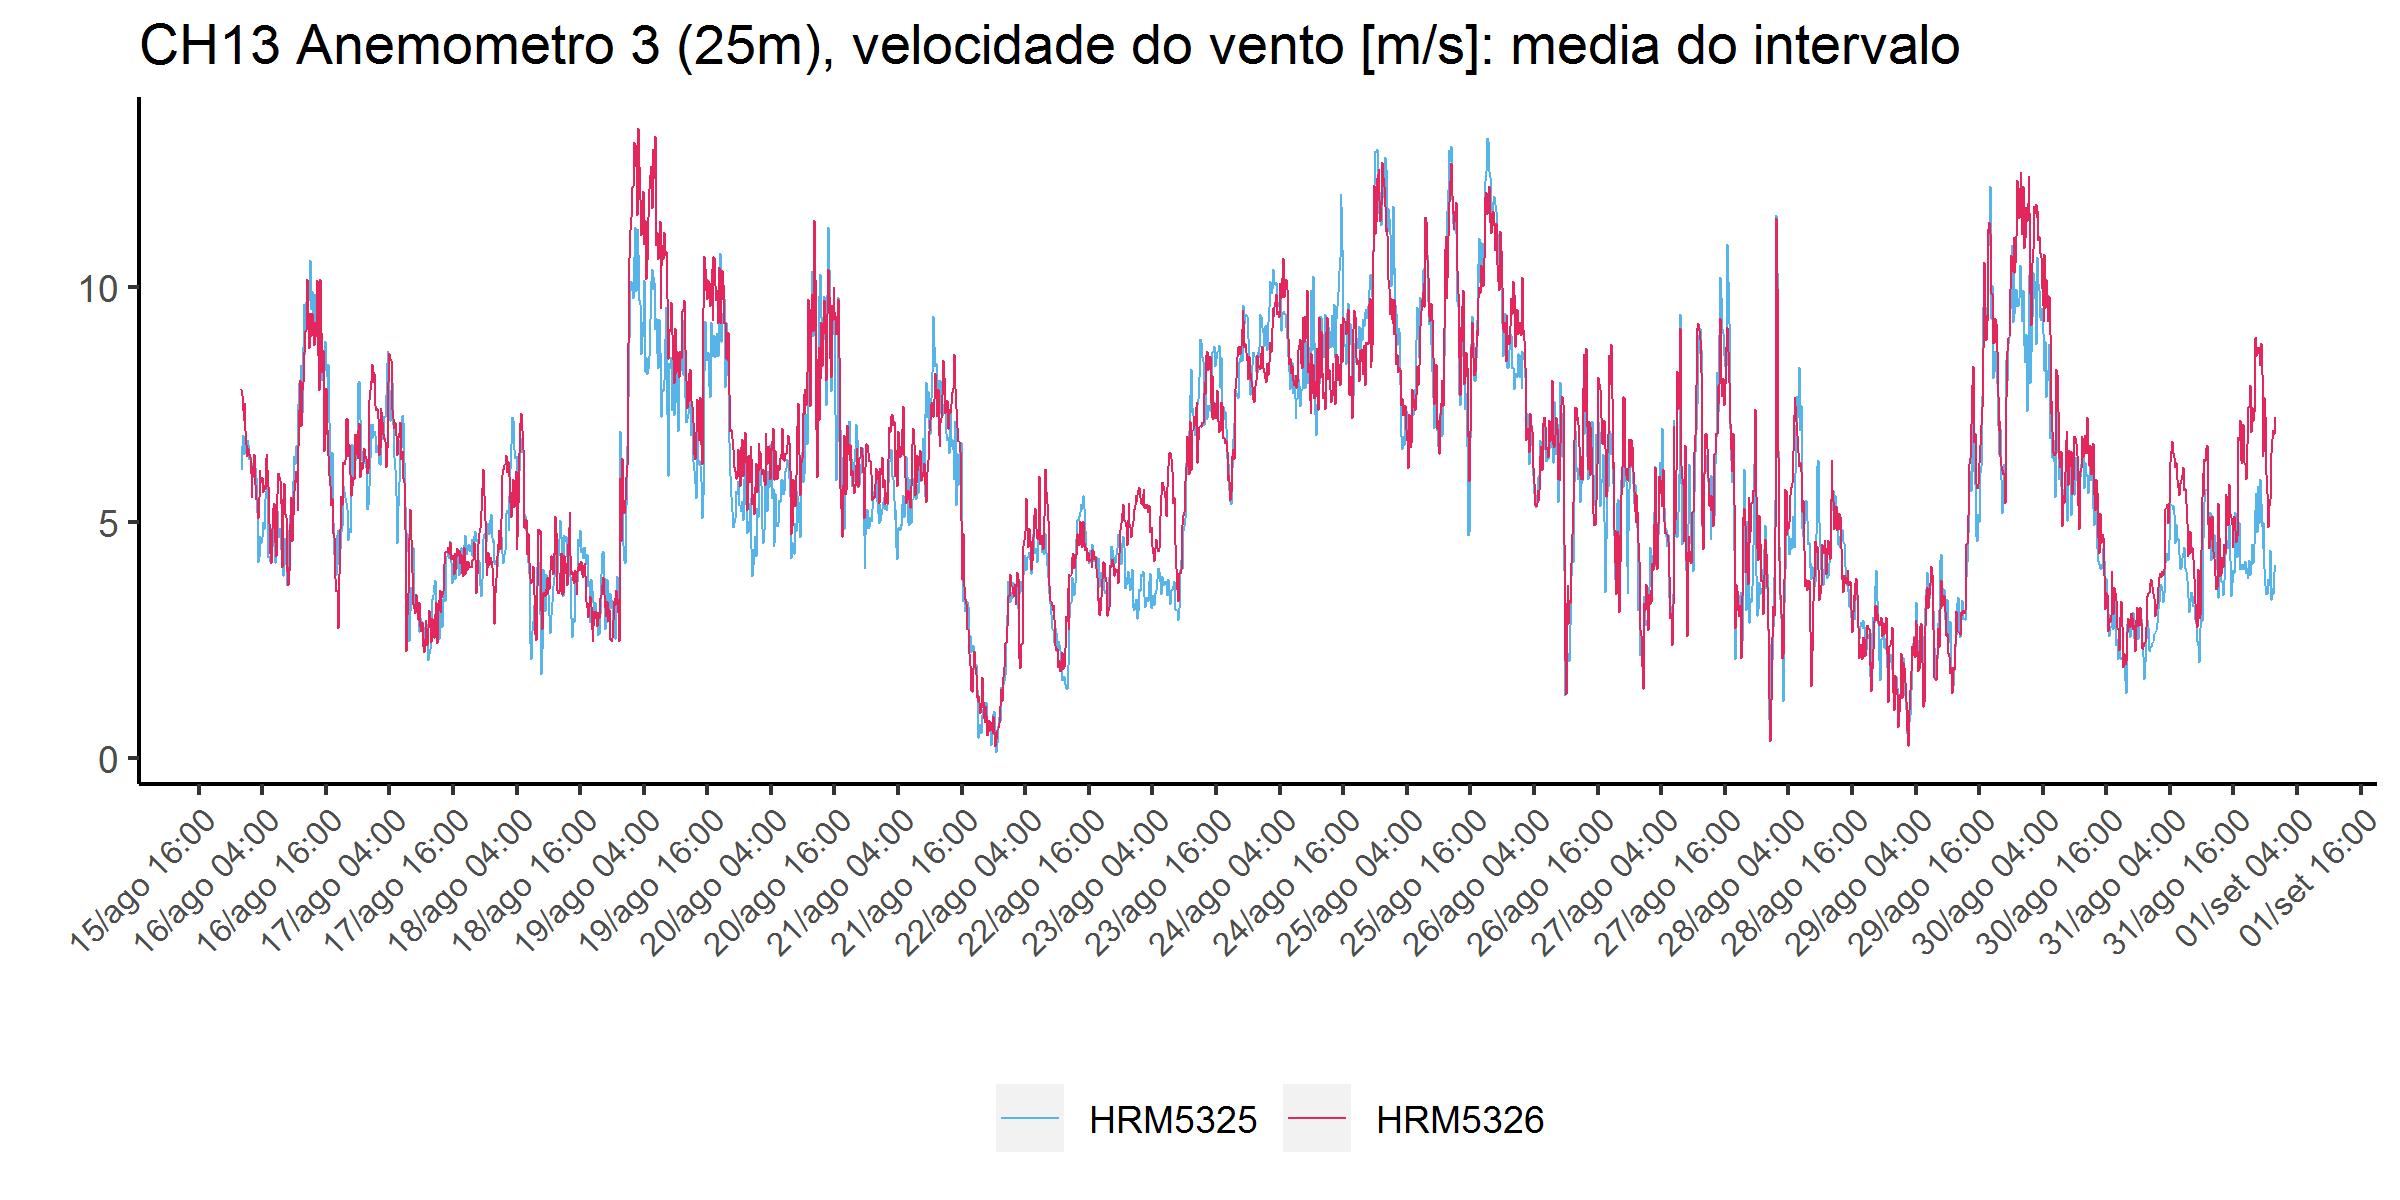 CH13 Anemometro 3 (25m), velocidade do vento [m/s]: media do intervalo
10
5
0
15/ago 16:00
16/ago 04:00
16/ago 16:00
17/ago 04:00
17/ago 16:00
18/ago 04:00
18/ago 16:00
19/ago 04:00
19/ago 16:00
20/ago 04:00
20/ago 16:00
21/ago 04:00
21/ago 16:00
22/ago 04:00
22/ago 16:00
23/ago 04:00
23/ago 16:00
24/ago 04:00
24/ago 16:00
25/ago 04:00
25/ago 16:00
26/ago 04:00
26/ago 16:00
27/ago 04:00
27/ago 16:00
28/ago 04:00
28/ago 16:00
29/ago 04:00
29/ago 16:00
30/ago 04:00
30/ago 16:00
31/ago 04:00
31/ago 16:00
01/set 04:00
01/set 16:00
HRM5325 HRM5326